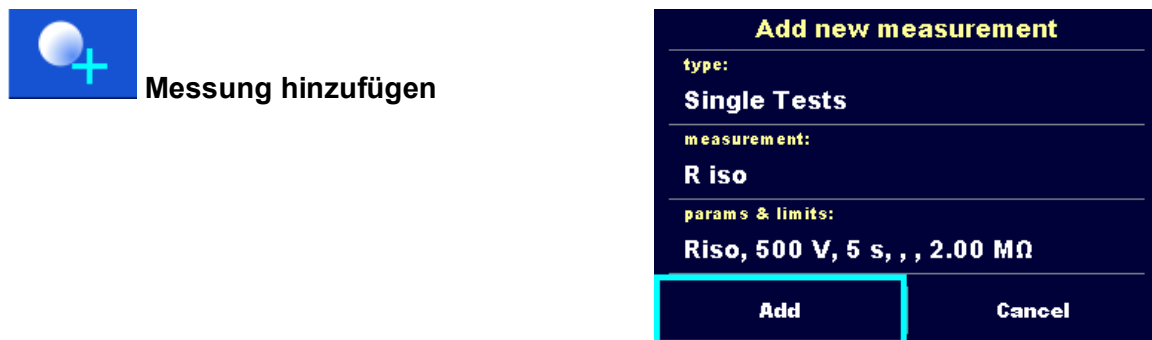 Messung hinzufügen
Add new measurement
type:
Single Tests
measurement:
R iso
params & limits:
Riso, 500 V, 5 s, , , 2.00 MΩ
Add
Cancel